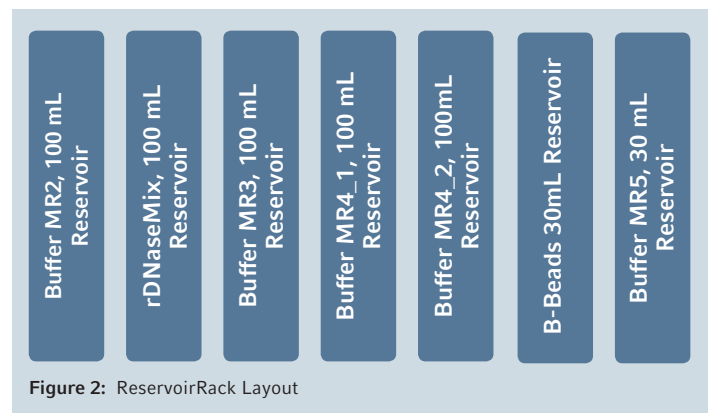 Buffer MR2, 100 mL
Reservoir
rDNaseMix, 100 mL
Reservoir
Buffer MR3, 100 mL
Reservoir
Buffer MR4_1, 100 mL
Reservoir
Buffer MR4_2, 100mL
Reservoir
B-Beads 30mL Reservoir
Buffer MR5, 30 mL
Reservoir
Figure 2: ReservoirRack Layout